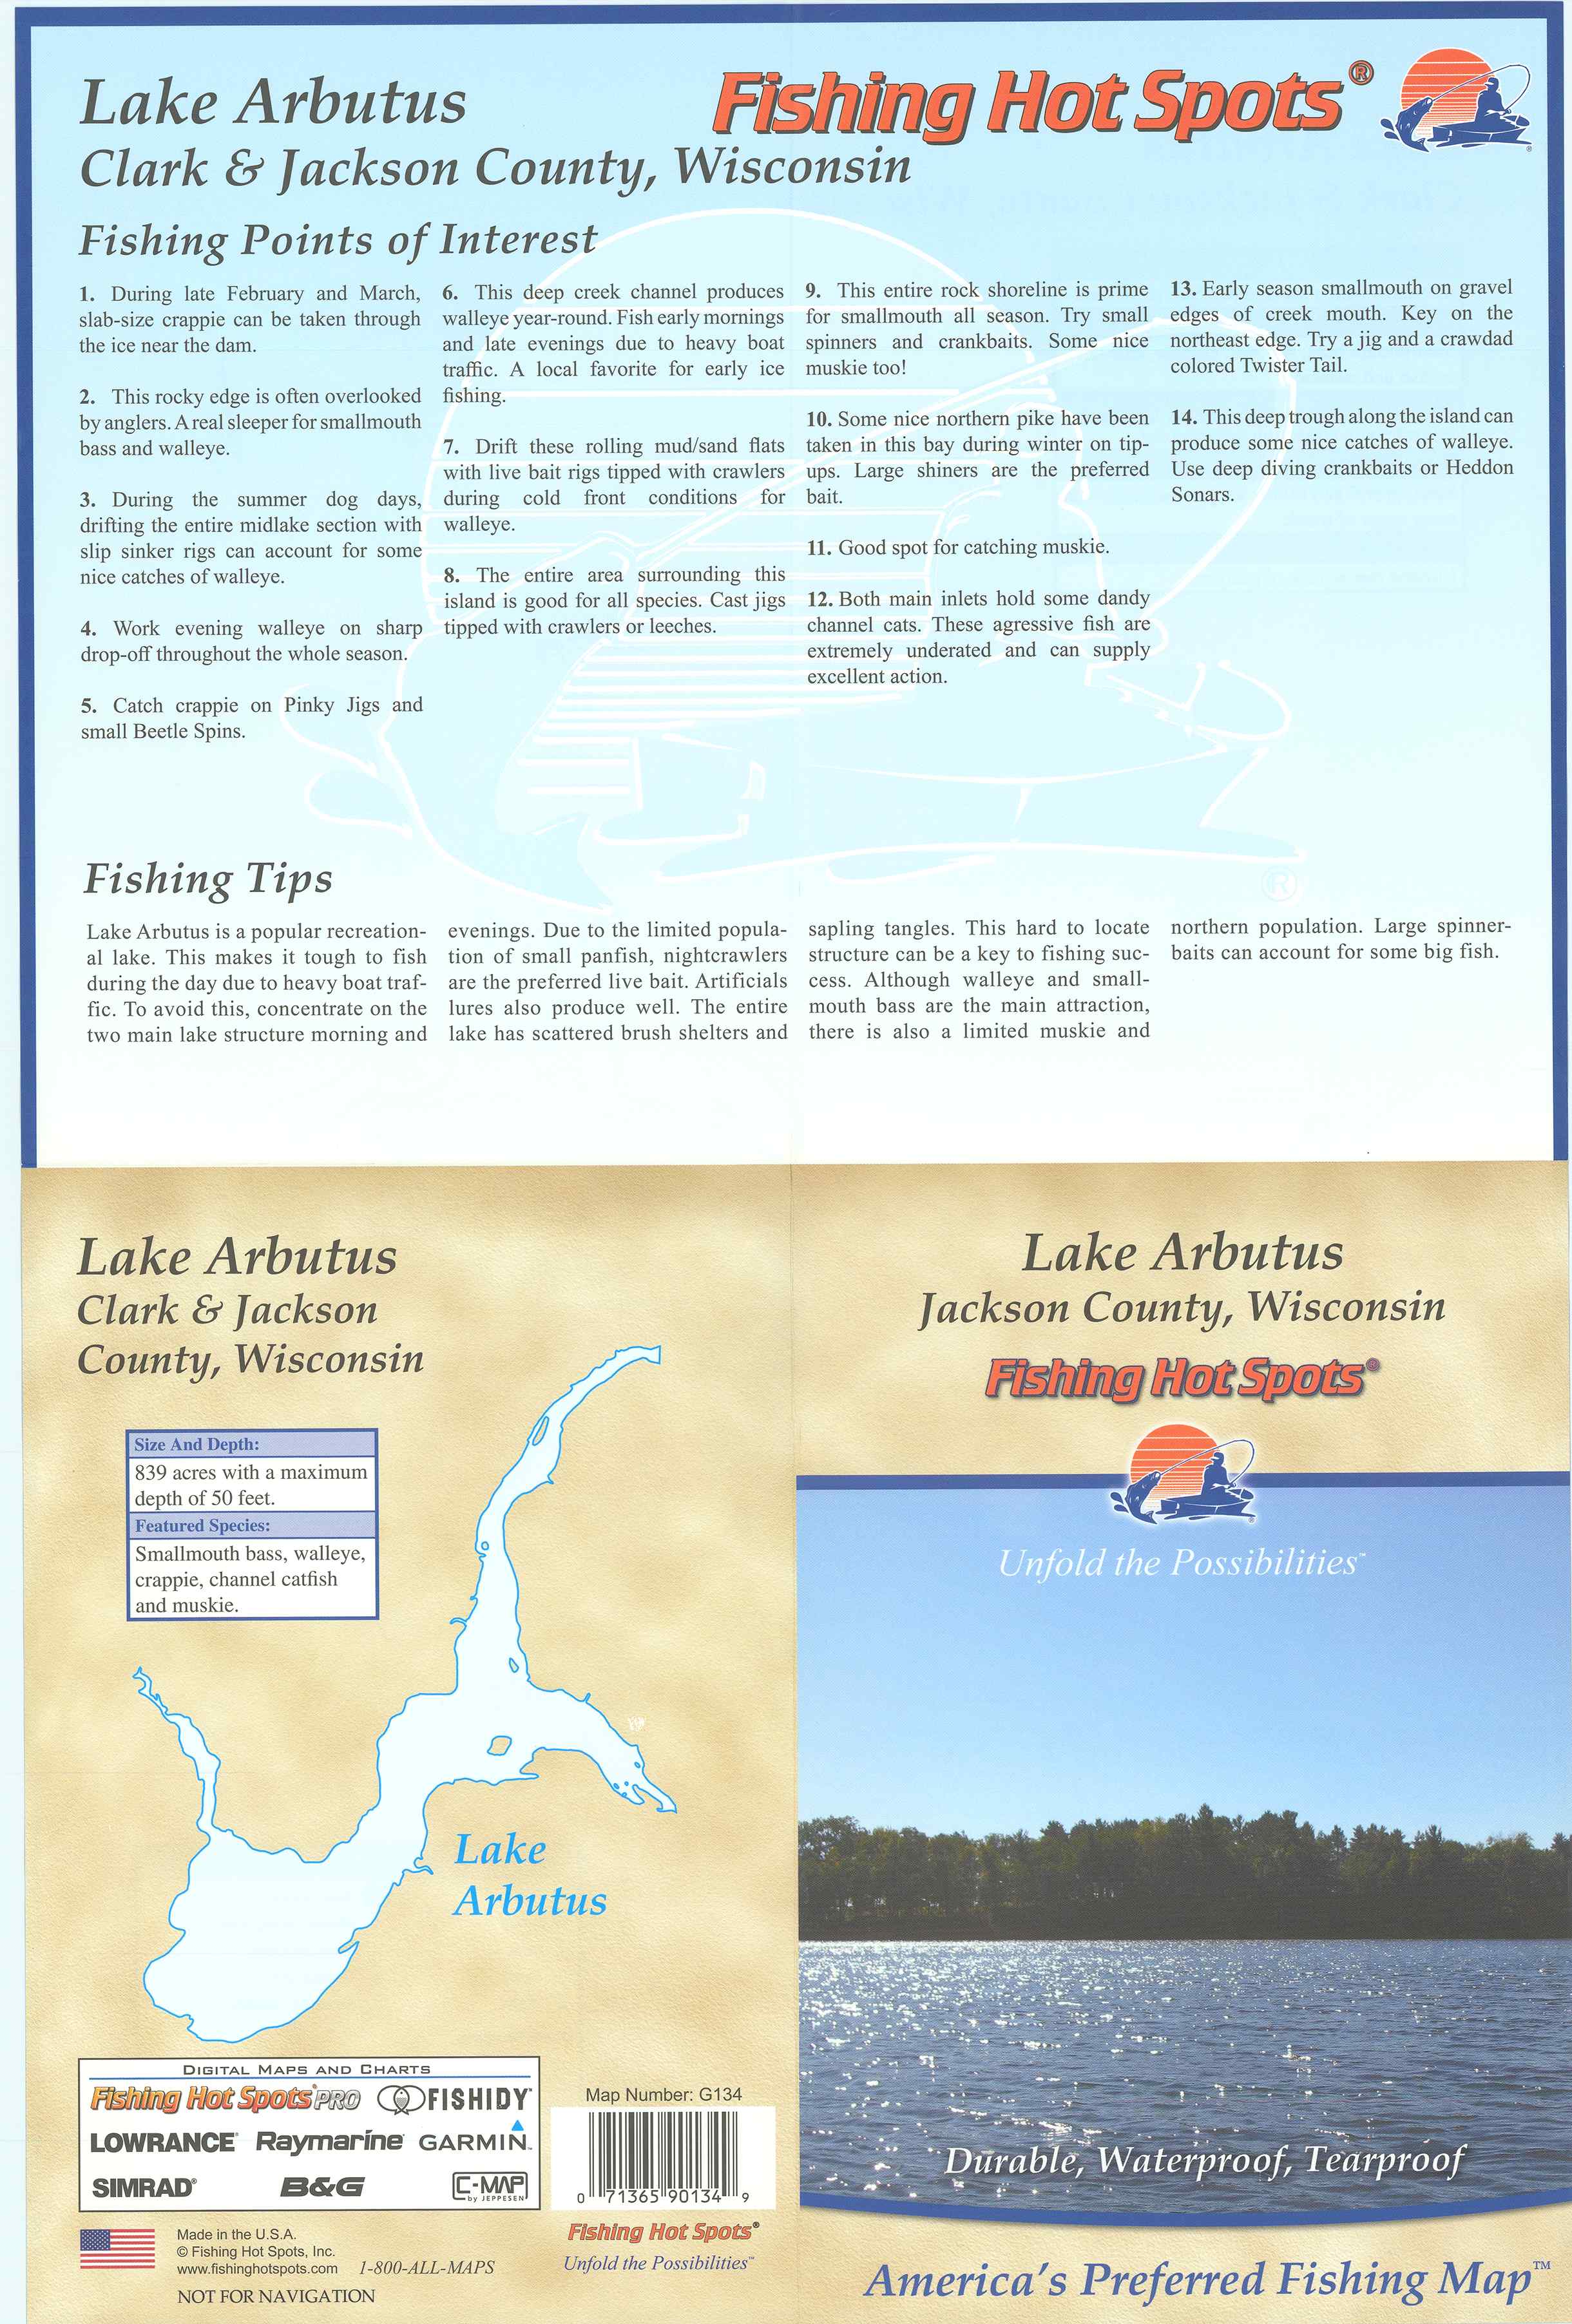 Lake Arbutus
Clark & Jackson County, Wisconsin
Fishing Hot Spots®
Fishing Points of Interest
1. During late February and March,
slab-size crappie can be taken through
the ice near the dam.
2. This rocky edge is often overlooked
by anglers. A real sleeper for smallmouth
bass and walleye.
3. During the summer dog days,
drifting the entire midlake section with
slip sinker rigs can account for some
nice catches of walleye.
4. Work evening walleye on sharp
drop-off throughout the whole season.
5. Catch crappie on Pinky Jigs and
small Beetle Spins.
6. This deep creek channel produces
walleye year-round. Fish early mornings
and late evenings due to heavy boat
traffic. A local favorite for early ice
fishing.
7. Drift these rolling mud/sand flats
with live bait rigs tipped with crawlers
during cold front conditions for
walleye.
8. The entire area surrounding this
island is good for all species. Cast jigs
tipped with crawlers or leeches.
9. This entire rock shoreline is prime
for smallmouth all season. Try small
spinners and crankbaits. Some nice
muskie too!
10. Some nice northern pike have been
taken in this bay during winter on tip-
ups. Large shiners are the preferred
bait.
11. Good spot for catching muskie.
12. Both main inlets hold some dandy
channel cats. These agressive fish are
extremely underated and can supply
excellent action.
13. Early season smallmouth on gravel
edges of creek mouth. Key on the
northeast edge. Try a jig and a crawdad
colored Twister Tail.
14. This deep trough along the island can
produce some nice catches of walleye.
Use deep diving crankbaits or Heddon
Sonars.
®
Fishing Tips
Lake Arbutus is a popular recreation-
al lake. This makes it tough to fish
during the day due to heavy boat traf-
fic. To avoid this, concentrate on the
two main lake structure morning and
evenings. Due to the limited popula-
tion of small panfish, nightcrawlers
are the preferred live bait. Artificials
lures also produce well. The entire
lake has scattered brush shelters and
sapling tangles. This hard to locate
structure can be a key to fishing suc-
cess. Although walleye and small-
mouth bass are the main attraction,
there is also a limited muskie and
northern population. Large spinner-
baits can account for some big fish.
Lake Arbutus
Clark & Jackson
County, Wisconsin
Size And Depth:
839 acres with a maximum
depth of 50 feet.
Featured Species:
Smallmouth bass, walleye,
crappie, channel catfish
and muskie.
Lake
Arbutus
DIGITAL MAPS AND CHARTS
Fishing Hot Spots® PRO FISHIDY
LOWRANCE® Raymarine® GARMIN™
SIMRAD® B&G C-MAP
by JEPPESEN
Map Number: G134
0 71365 90134 9
Fishing Hot Spots®
Unfold the Possibilities™
Made in the U.S.A.
© Fishing Hot Spots, Inc.
www.fishinghotspots.com 1-800-ALL-MAPS
NOT FOR NAVIGATION
Lake Arbutus
Jackson County, Wisconsin
Fishing Hot Spots®
Unfold the Possibilities™
Durable, Waterproof, Tearproof
America's Preferred Fishing Map™